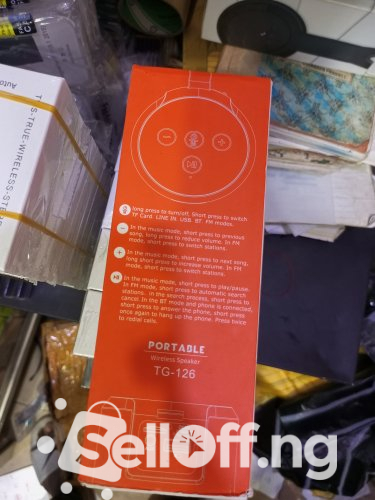 long press to turn/off. Short press to switch
TF Card. LINE IN. USB. BT. FM modes.
In the music mode, short press to previous
song, long press to reduce volume. In FM
mode, short press to switch stations.
In the music mode, short press to next song,
long short press to increase volume. In FM
mode, short press to switch stations.
In the music mode, short press to play/pause.
In FM mode, short press to automatic search
stations. in the search process, short press to
cancel. In the BT mode and phone is connected,
short press to answer the phone, short press
once again to hang up the phone. Press twice
to redial calls.
PORTABLE
Wireless Speaker
TG-126
TWS-TRUE-WIRELESS-STE
Auto
SellOff.ng